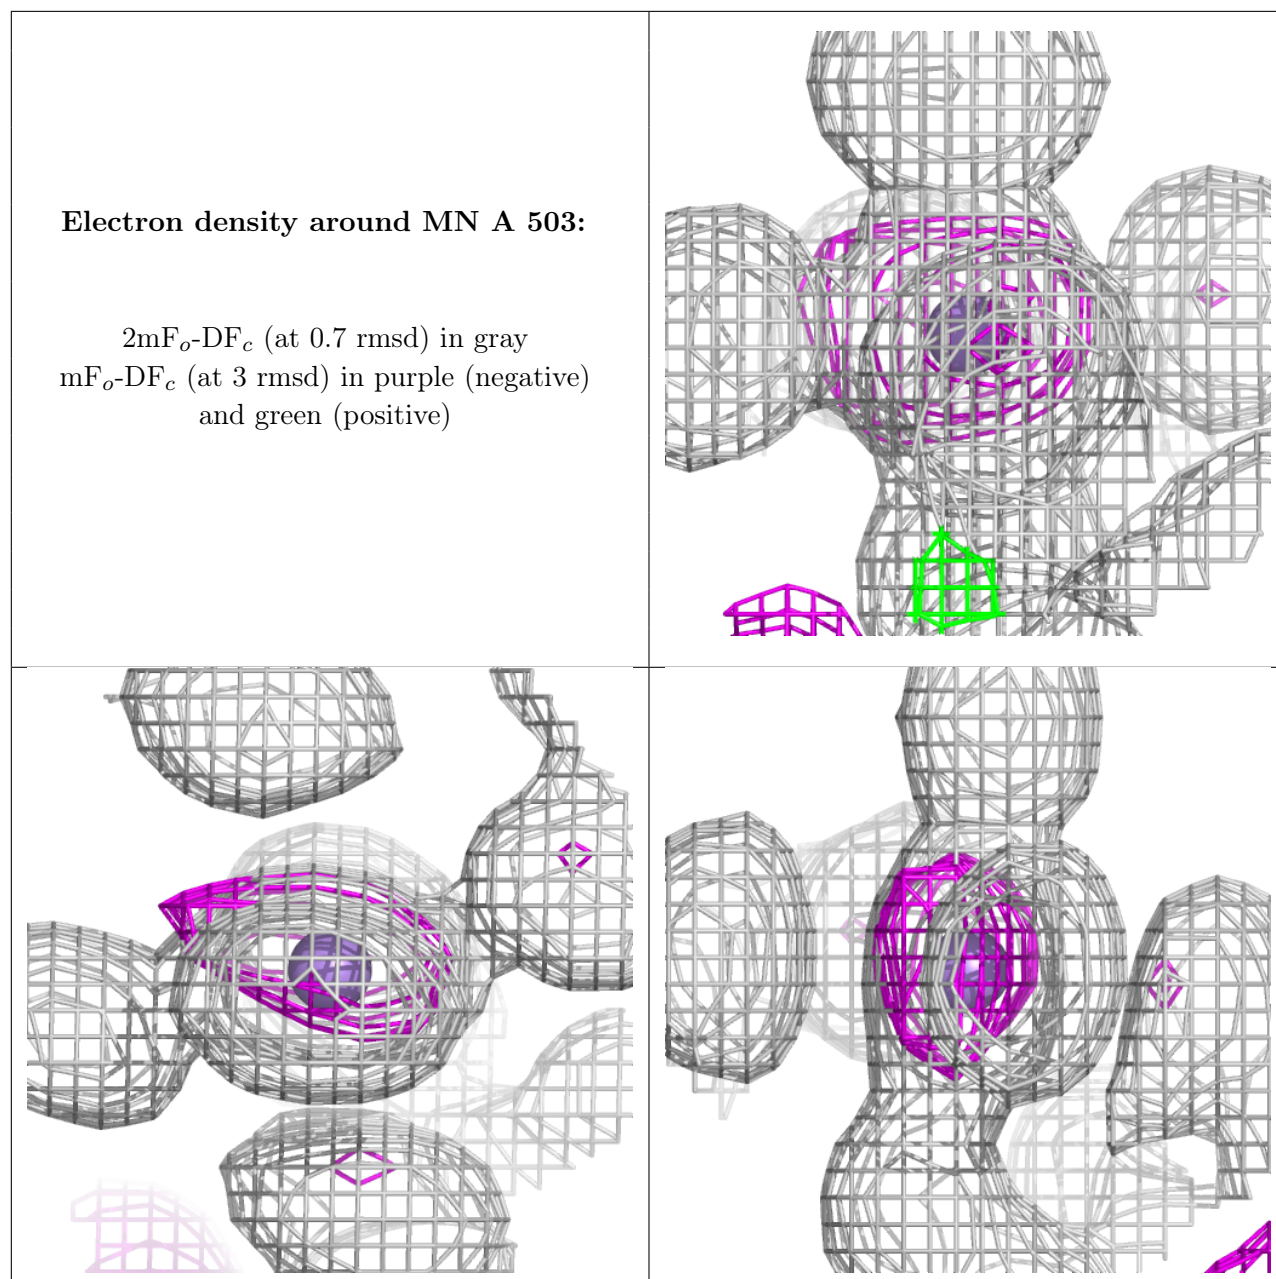 Electron density around MN A 503:
2mFo-DFc (at 0.7 rmsd) in gray
mFo-DFc (at 3 rmsd) in purple (negative)
and green (positive)